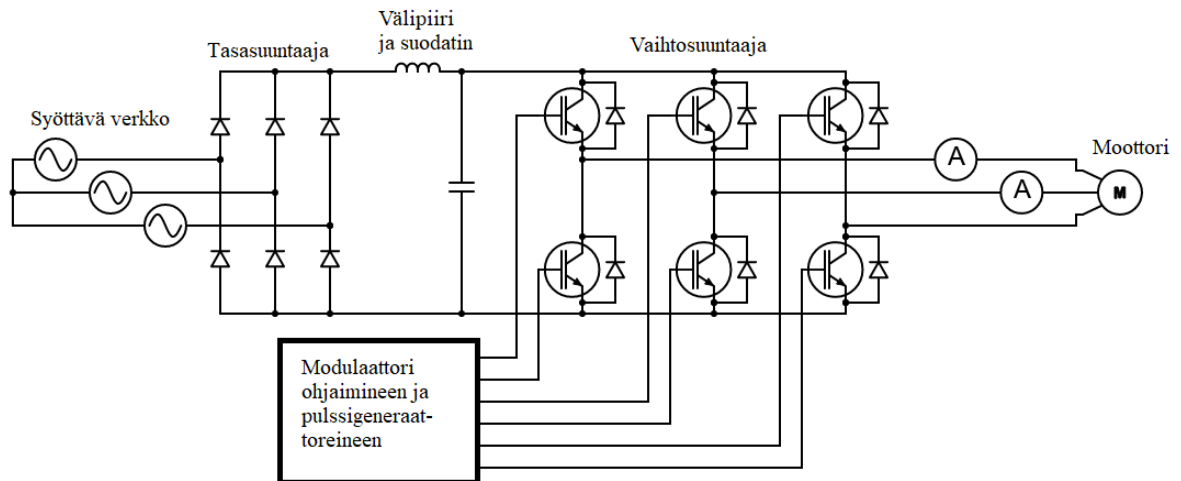 Välipiiri
ja suodatin
Tasasuuntaaja
Vaihtosuuntaaja
Syöttävä verkko
Moottori
A
A
M
Modulaattori
ohjaimineen ja
pulssigeneraat-
toreineen